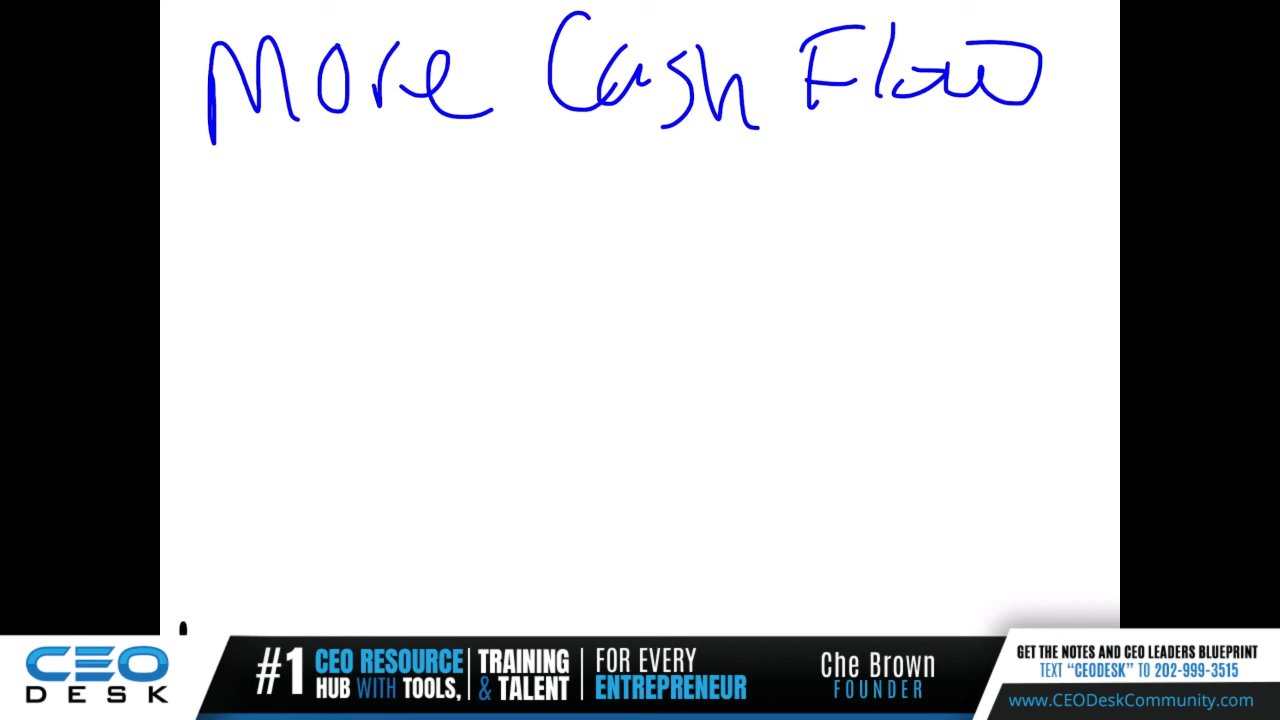 More Cash Flow
CEO
DESK
#1 CEO RESOURCE HUB WITH TOOLS, TRAINING & TALENT FOR EVERY ENTREPRENEUR
Che Brown
FOUNDER
GET THE NOTES AND CEO LEADERS BLUEPRINT
TEXT “CEODESK” TO 202-999-3515
www.CEODeskCommunity.com